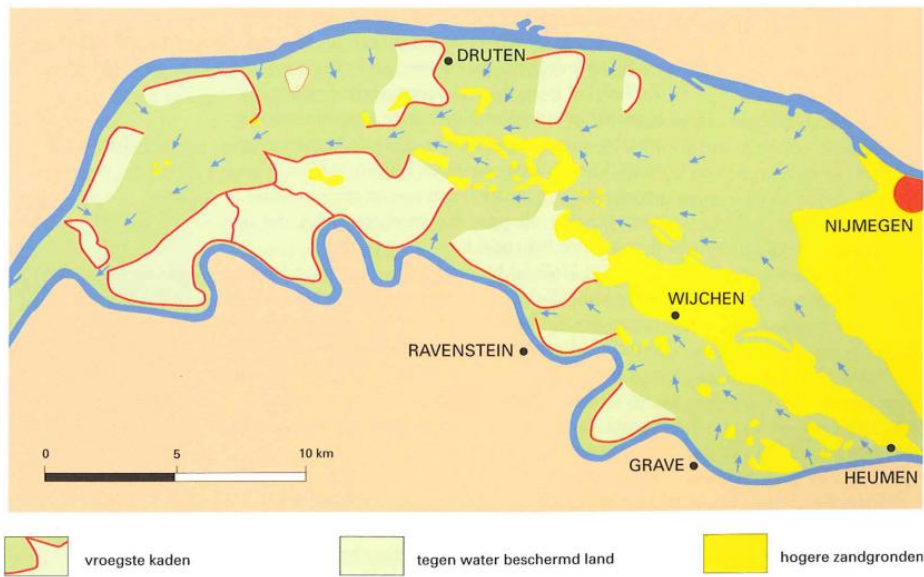 DRUTEN
NIJMEGEN
WIJCHEN
RAVENSTEIN
0 5 10 km
GRAVE
HEUMEN
vroegste kaden
tegen water beschermd land
hogere zandgronden